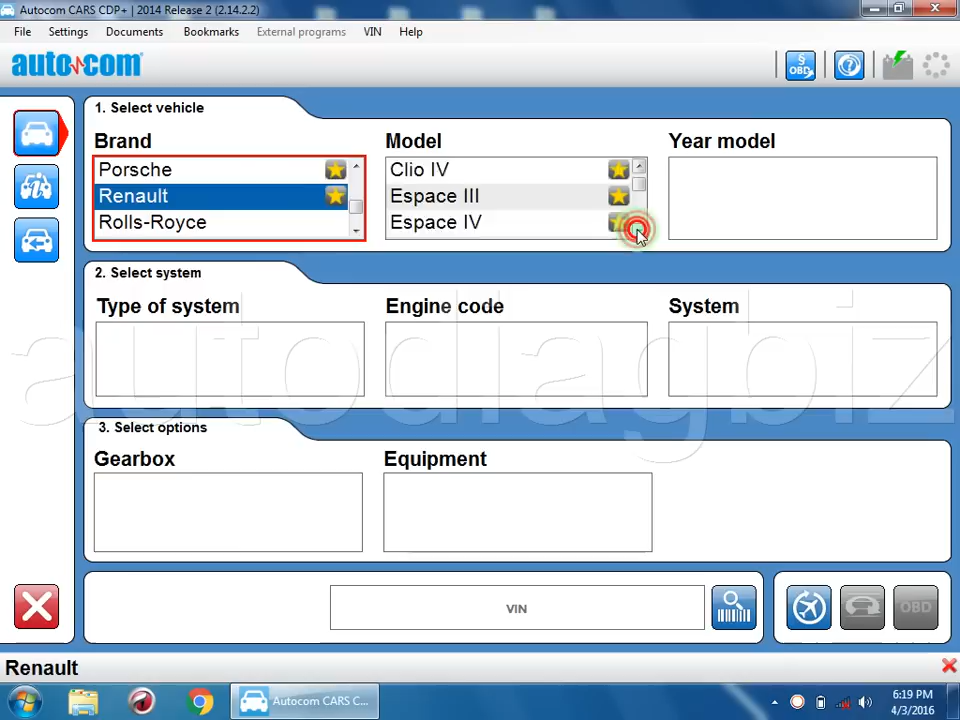 Autocom CARS CDP+ | 2014 Release 2 (2.14.2.2)
File Settings Documents Bookmarks External programs VIN Help
auto com
§ OBD
1. Select vehicle
Brand Model Year model
Porsche Clio IV
Renault Espace III
Rolls-Royce Espace IV
2. Select system
Type of system Engine code System
autodiagbiz
3. Select options
Gearbox Equipment
VIN
OBD
Renault
Autocom CARS C...
6:19 PM
4/3/2016